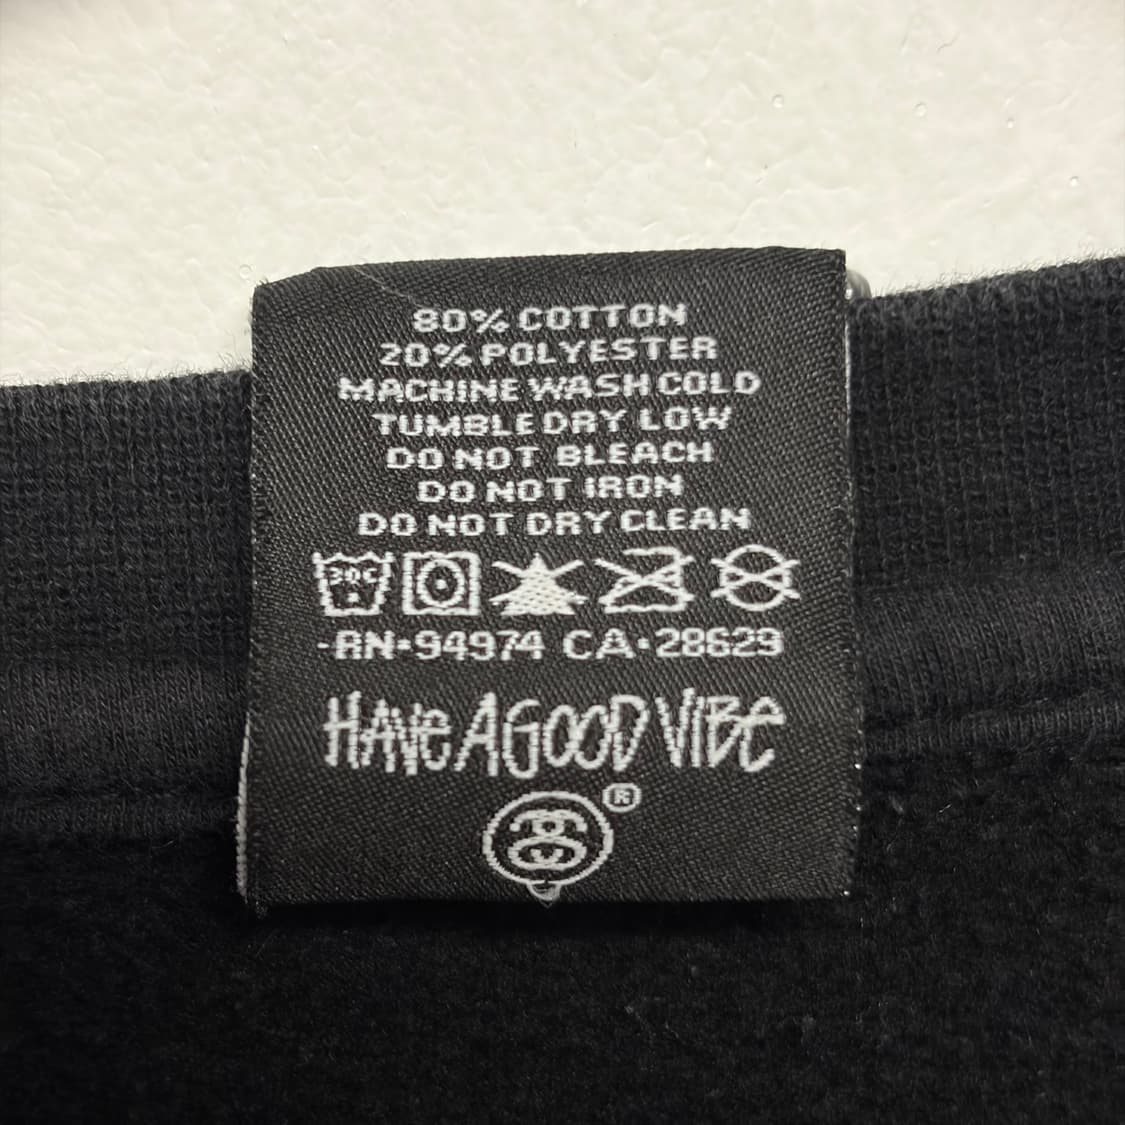 80% COTTON
20% POLYESTER
MACHINE WASH COLD
TUMBLE DRY LOW
DO NOT BLEACH
DO NOT IRON
DO NOT DRY CLEAN
30C
-RN•94974 CA•28629
HAVE A GOOD VIBE
®